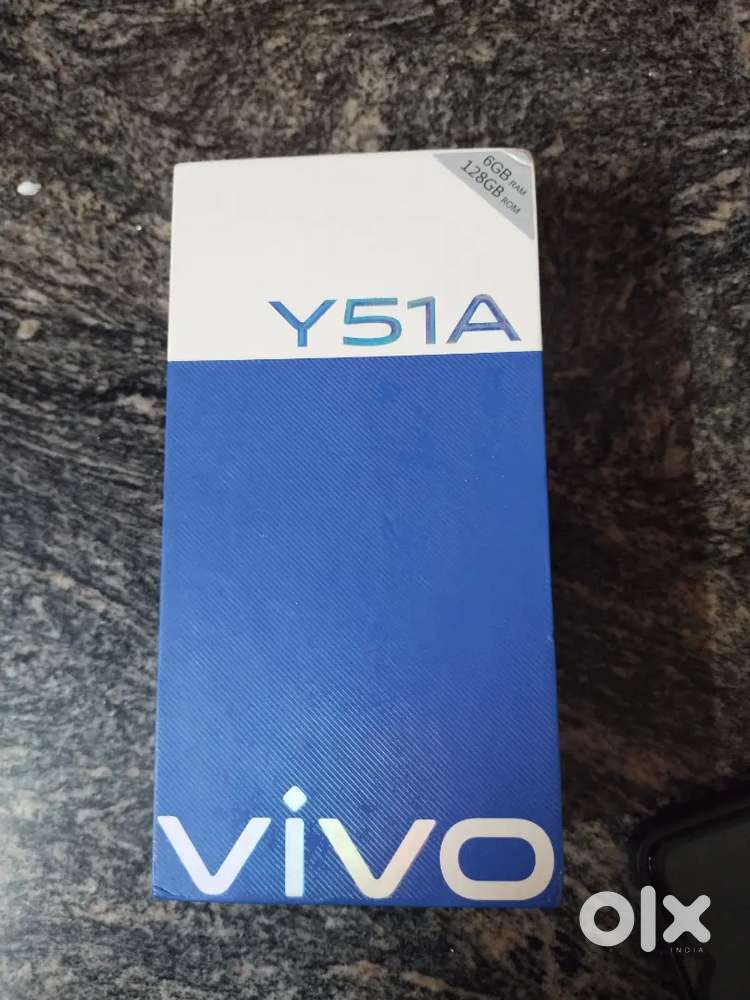 6GB RAM
128GB ROM
Y51A
vivo
olx
INDIA